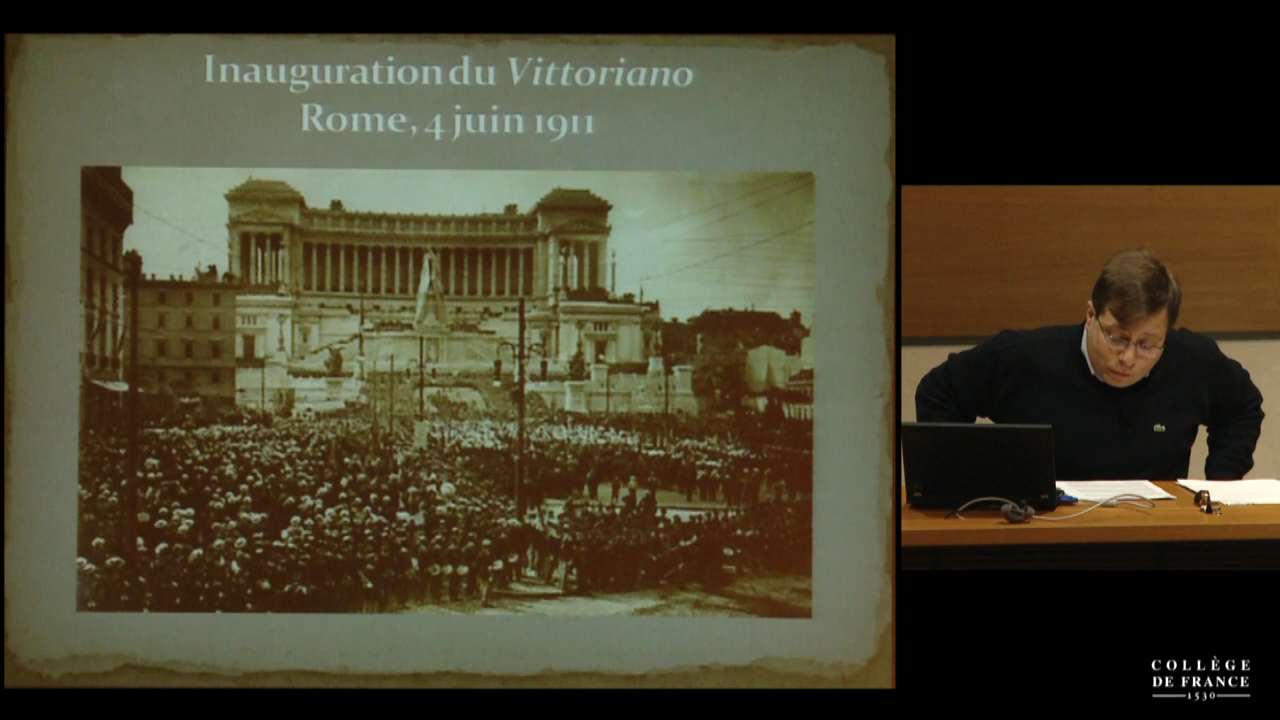 Inauguration du Vittoriano
Rome, 4 juin 1911
COLLÈGE
DE FRANCE
1530